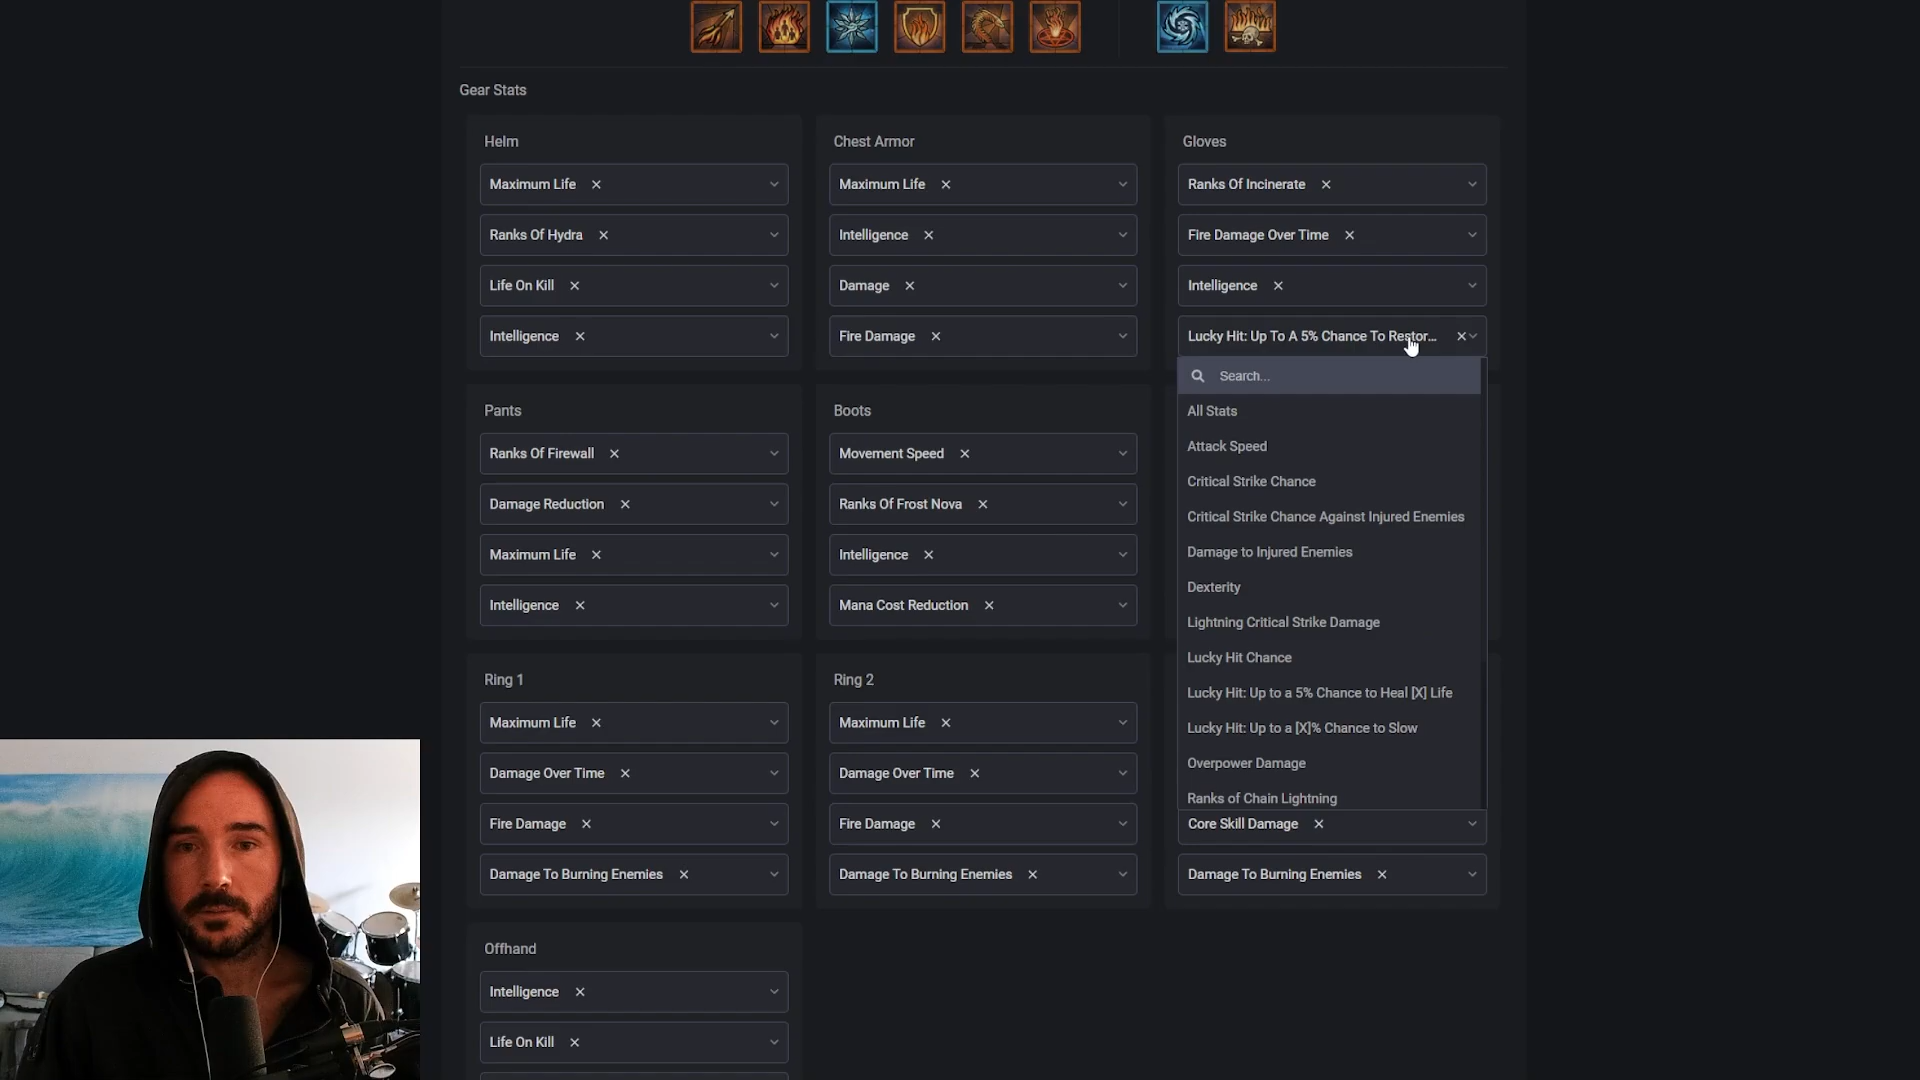 Gear Stats
Helm
Maximum Life
Ranks Of Hydra
Life On Kill
Intelligence
Chest Armor
Maximum Life
Intelligence
Damage
Fire Damage
Gloves
Ranks Of Incinerate
Fire Damage Over Time
Intelligence
Lucky Hit: Up To A 5% Chance To Restor...
Search...
All Stats
Attack Speed
Critical Strike Chance
Critical Strike Chance Against Injured Enemies
Damage to Injured Enemies
Dexterity
Lightning Critical Strike Damage
Lucky Hit Chance
Lucky Hit: Up to a 5% Chance to Heal [X] Life
Lucky Hit: Up to a [X]% Chance to Slow
Overpower Damage
Ranks of Chain Lightning
Pants
Ranks Of Firewall
Damage Reduction
Maximum Life
Intelligence
Boots
Movement Speed
Ranks Of Frost Nova
Intelligence
Mana Cost Reduction
Ring 1
Maximum Life
Damage Over Time
Fire Damage
Damage To Burning Enemies
Ring 2
Maximum Life
Damage Over Time
Fire Damage
Damage To Burning Enemies
Core Skill Damage
Damage To Burning Enemies
Offhand
Intelligence
Life On Kill